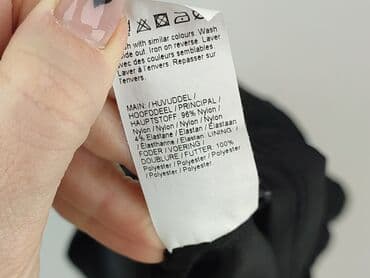 with similar colours. Wash
ide out. Iron on reverse. Laver
avec des couleurs semblables
Laver à l'envers. Repasser sur
l'envers.
MAIN: / HUVUDDEL /
HOOFDDEEL / PRINCIPAL /
HAUPTSTOFF: 96% Nylon /
Nylon / Nylon / Nylon / Nylon
4% Elastane / Elastan / Elastaan
/ Elasthanne / Elastan. LINING: /
FODER / VOERING /
DOUBLURE / FUTTER: 100%
Polyester / Polyester / Polyester
/ Polyester / Polyester